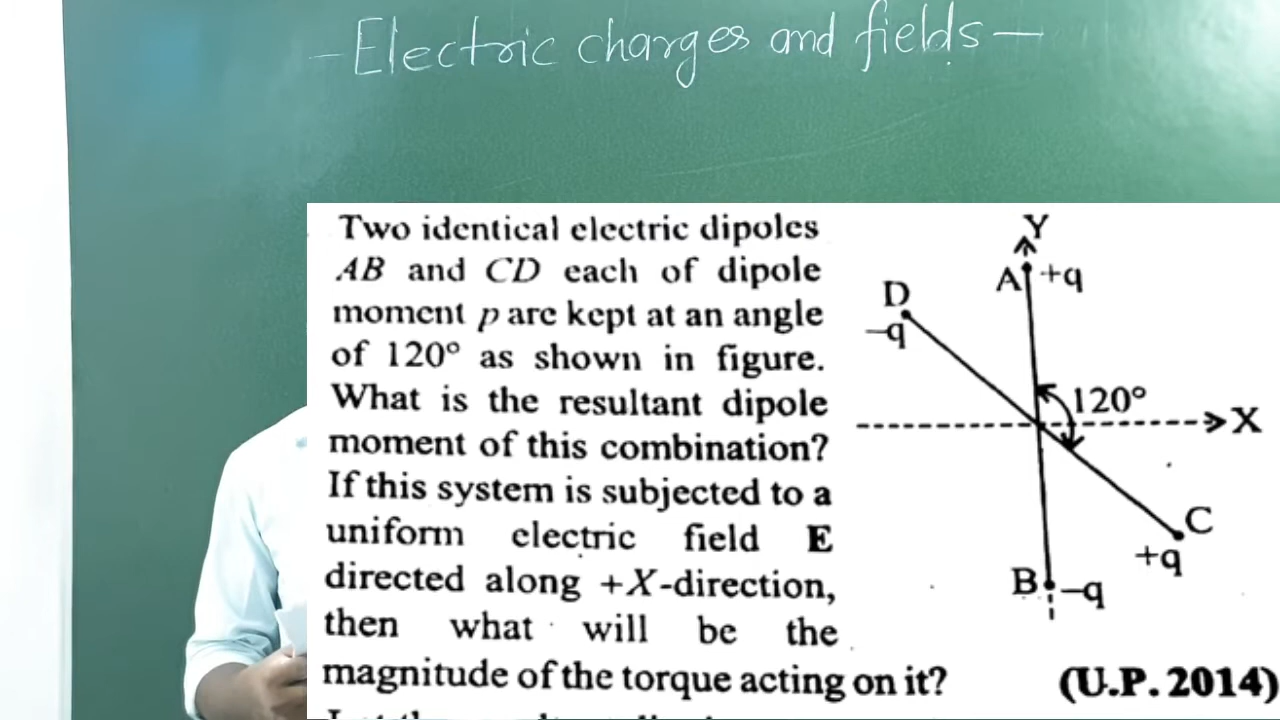 - Electric charges and fields -
Two identical electric dipoles
AB and CD each of dipole
moment p are kept at an angle
of 120° as shown in figure.
What is the resultant dipole
moment of this combination?
If this system is subjected to a
uniform electric field E
directed along +X-direction,
then what will be the
magnitude of the torque acting on it?
(U.P. 2014)
Y
A +q
D
-q
120°
X
C
+q
B -q